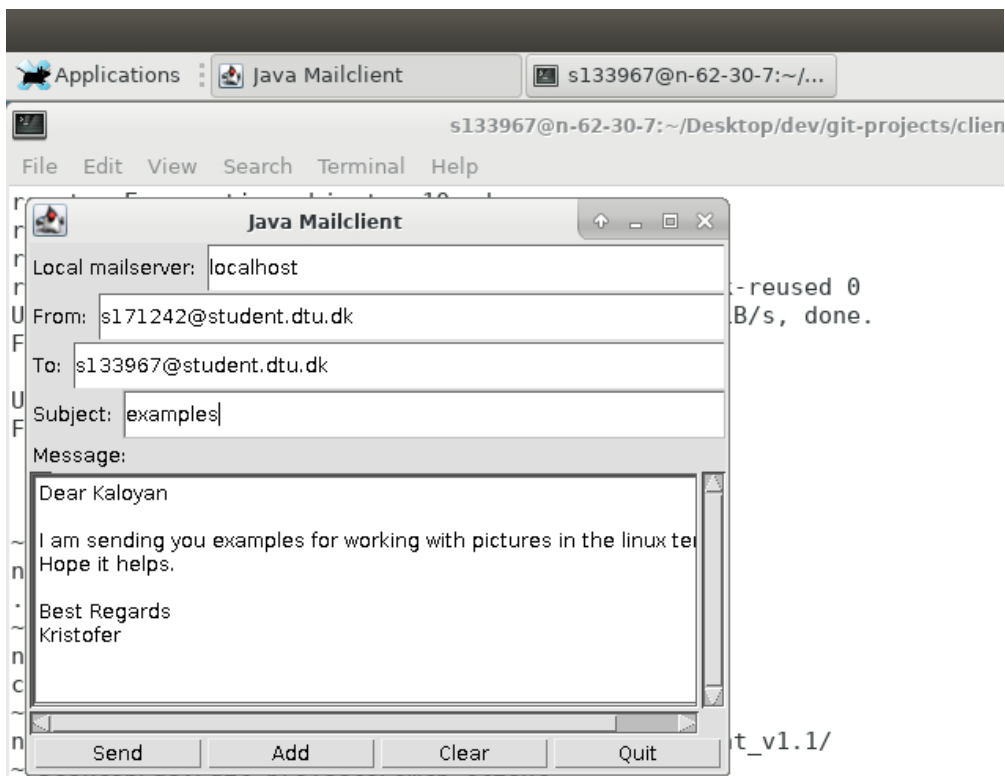 Applications Java Mailclient s133967@n-62-30-7:~/...
s133967@n-62-30-7:~/Desktop/dev/git-projects/clien
File Edit View Search Terminal Help
Java Mailclient
Local mailserver: localhost
-reused 0
From: s171242@student.dtu.dk
B/s, done.
To: s133967@student.dtu.dk
Subject: examples
Message:
Dear Kaloyan
I am sending you examples for working with pictures in the linux te
Hope it helps.
Best Regards
Kristofer
t_v1.1/
Send Add Clear Quit